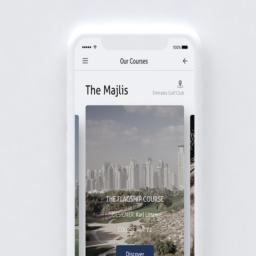 100%
Our Courses
The Majlis
Emirates Golf Club
THE FLAGSHIP COURSE
DESIGNER: Karl Litten
COURSE PAR: 72
Discover